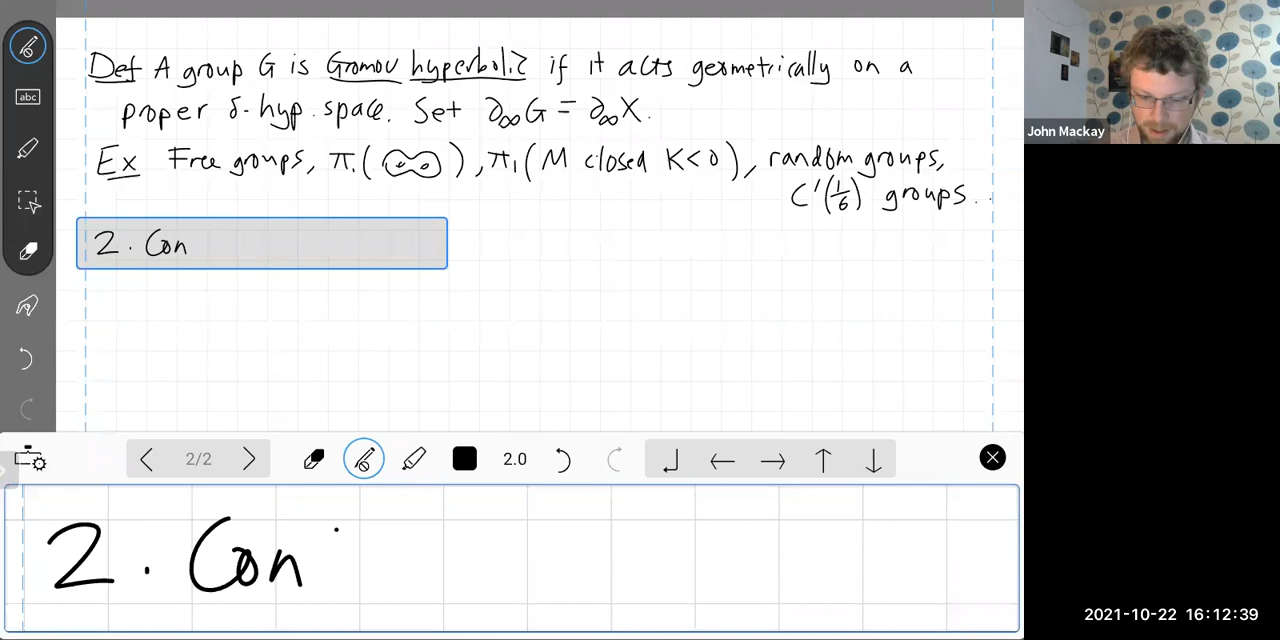 Def A group G is Gromov hyperbolic if it acts geometrically on a
proper δ-hyp. space. Set ∂∞G = ∂∞X.
Ex Free groups, π₁( ), π₁(M closed K<0), random groups,
C'(1/6) groups...
2. Con
abc
John Mackay
2/2
2.0
2. Con
2021-10-22 16:12:39